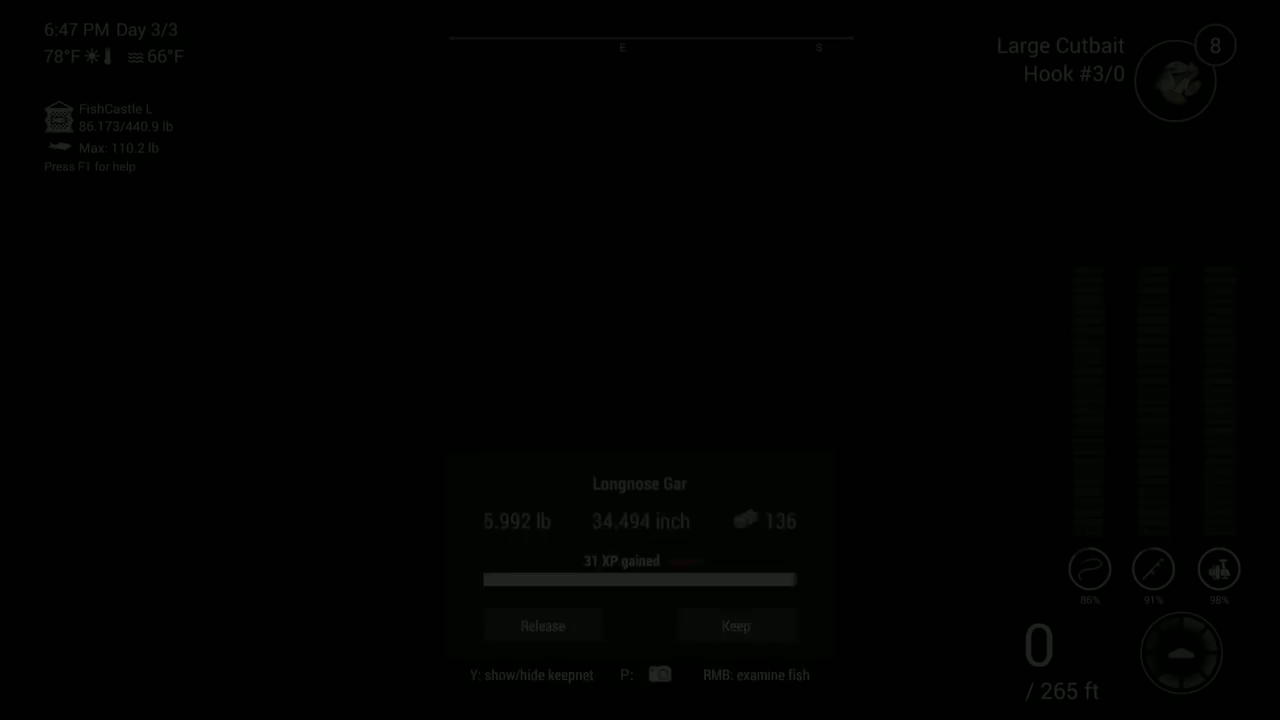 6:47 PM Day 3/3
78°F 66°F
FishCastle L
86.173/440.9 lb
Max: 110.2 lb
Press F1 for help
E S
Large Cutbait
Hook #3/0
8
Longnose Gar
5.992 lb 34.494 inch 136
31 XP gained
Release Keep
Y: show/hide keepnet P: RMB: examine fish
86% 91% 98%
0
/ 265 ft